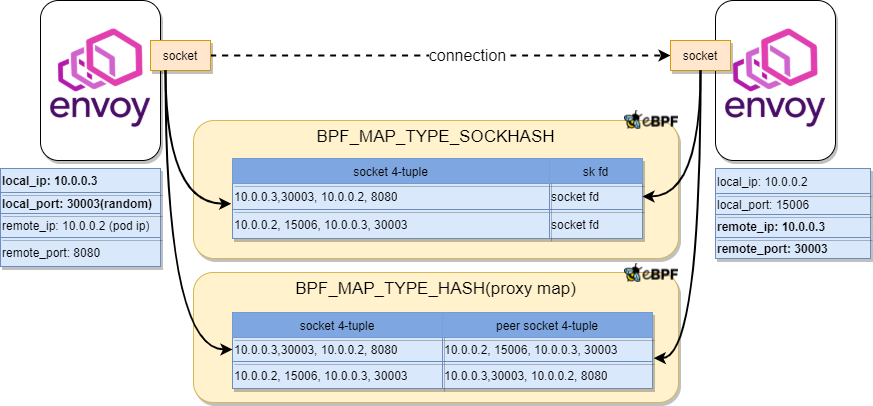 envoy
socket
connection
socket
envoy
eBPF
BPF_MAP_TYPE_SOCKHASH
socket 4-tuple
sk fd
10.0.0.3,30003, 10.0.0.2, 8080
socket fd
10.0.0.2, 15006, 10.0.0.3, 30003
socket fd
local_ip: 10.0.0.3
local_port: 30003(random)
remote_ip: 10.0.0.2 (pod ip)
remote_port: 8080
local_ip: 10.0.0.2
local_port: 15006
remote_ip: 10.0.0.3
remote_port: 30003
eBPF
BPF_MAP_TYPE_HASH(proxy map)
socket 4-tuple
peer socket 4-tuple
10.0.0.3,30003, 10.0.0.2, 8080
10.0.0.2, 15006, 10.0.0.3, 30003
10.0.0.2, 15006, 10.0.0.3, 30003
10.0.0.3,30003, 10.0.0.2, 8080